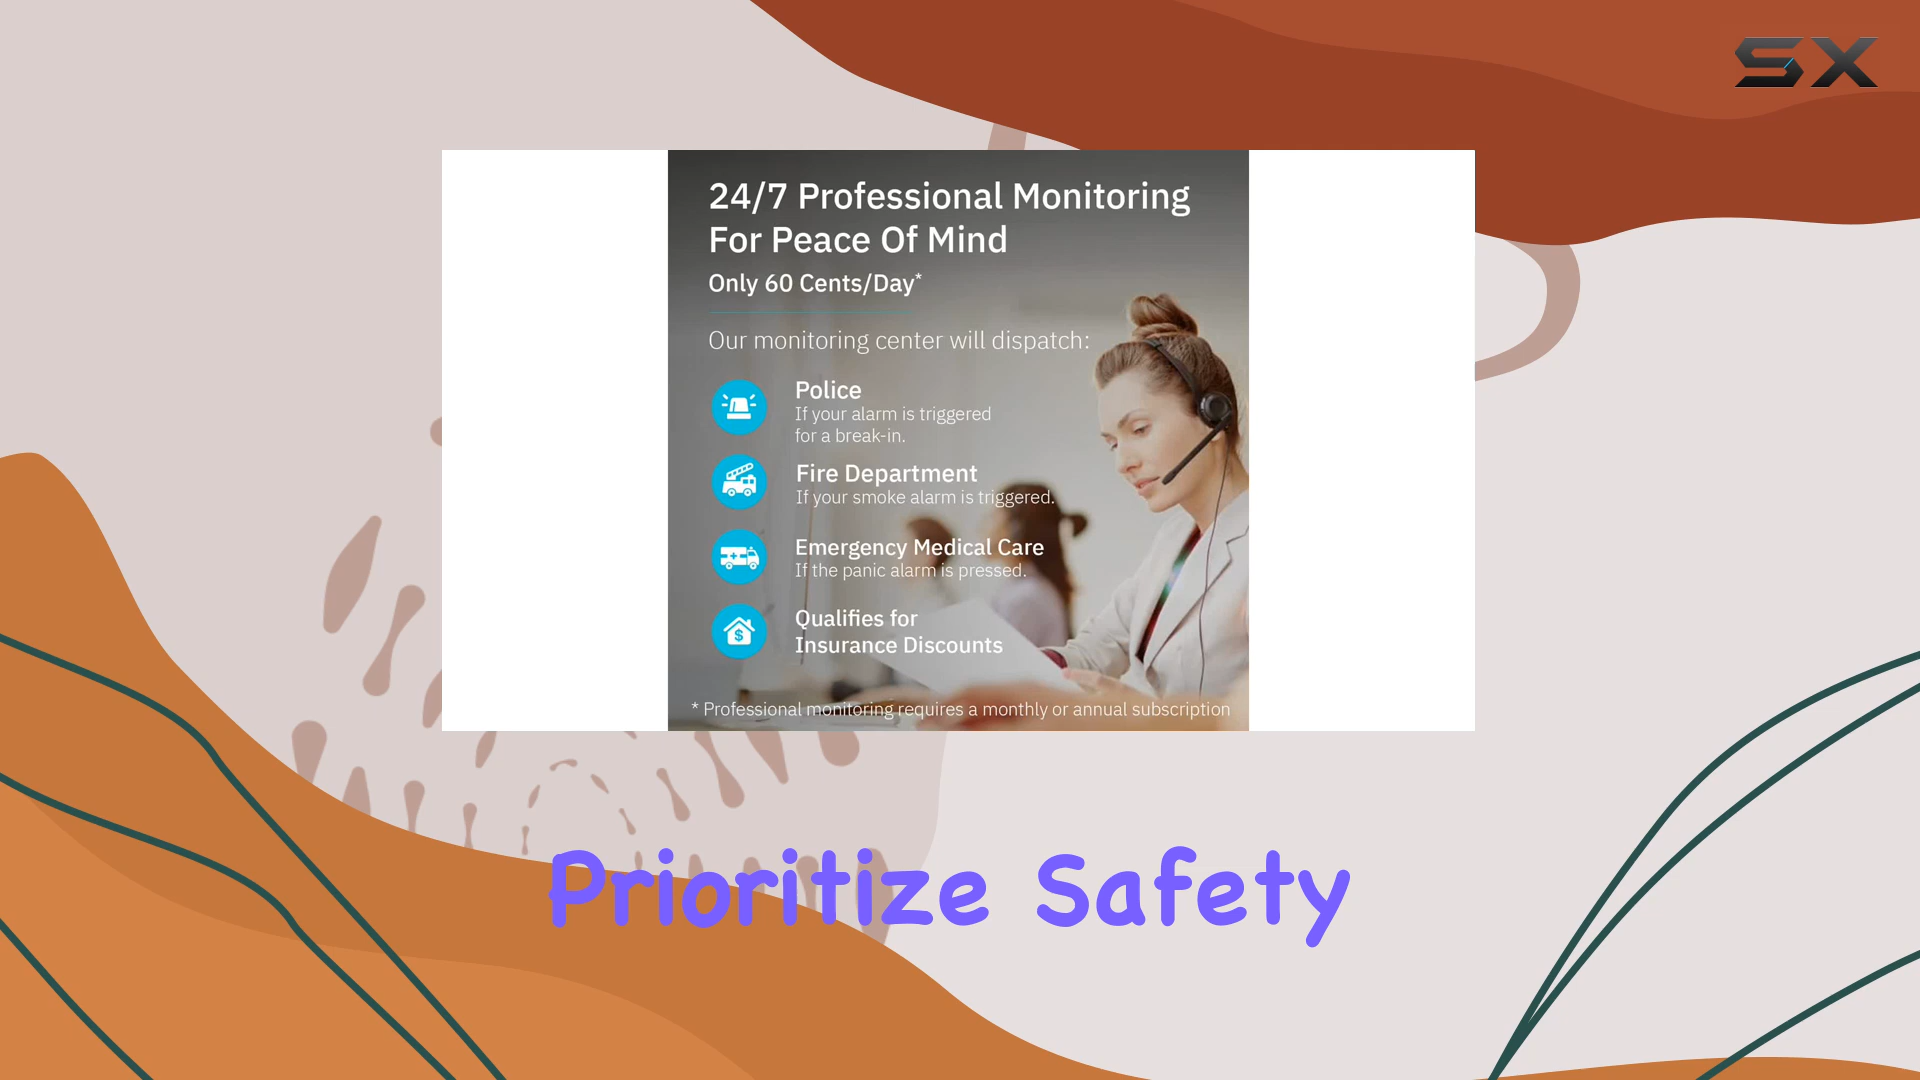 SX
24/7 Professional Monitoring
For Peace Of Mind
Only 60 Cents/Day*
Our monitoring center will dispatch:
Police
If your alarm is triggered
for a break-in.
Fire Department
If your smoke alarm is triggered.
Emergency Medical Care
If the panic alarm is pressed.
Qualifies for
Insurance Discounts
* Professional monitoring requires a monthly or annual subscription
Prioritize Safety